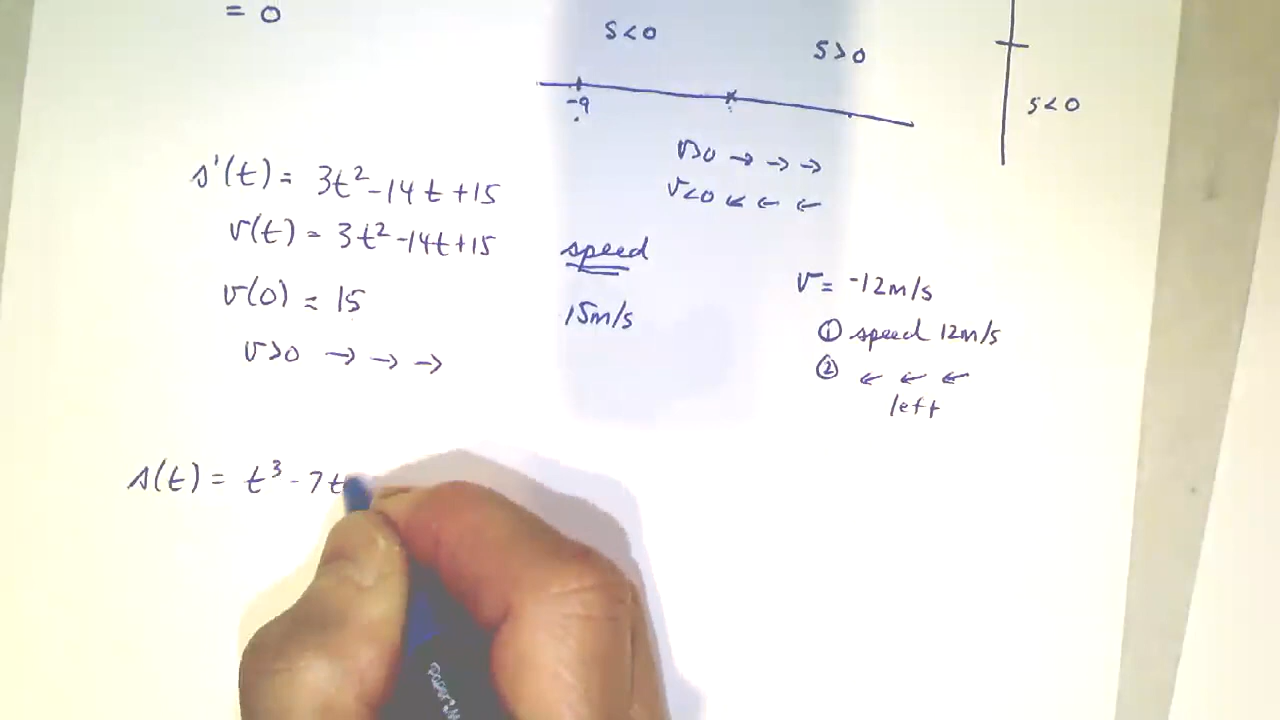 = 0
s<0
s>0
-9
s<0
s'(t) = 3t²-14t+15
v>0 → → →
v<0 ← ← ←
v(t) = 3t²-14t+15
speed
v(0) = 15
15m/s
v = -12m/s
① speed 12m/s
v>0 → → →
② ← ← ←
left
s(t) = t³ - 7t